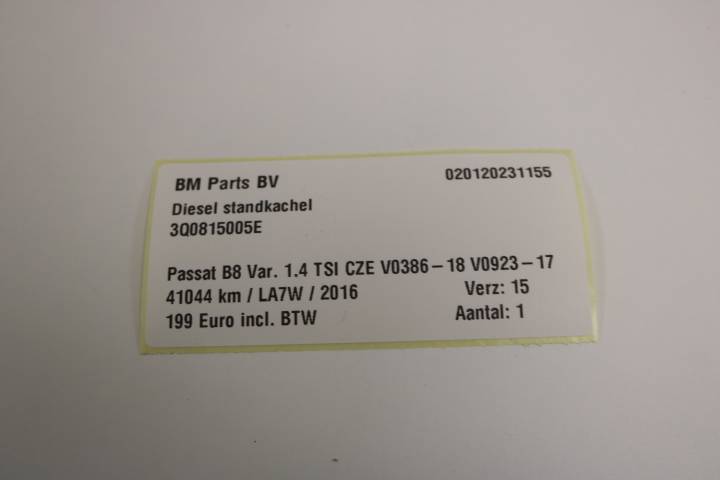 BM Parts BV 020120231155
Diesel standkachel
3Q0815005E
Passat B8 Var. 1.4 TSI CZE V0386-18 V0923-17
41044 km / LA7W / 2016 Verz: 15
199 Euro incl. BTW Aantal: 1